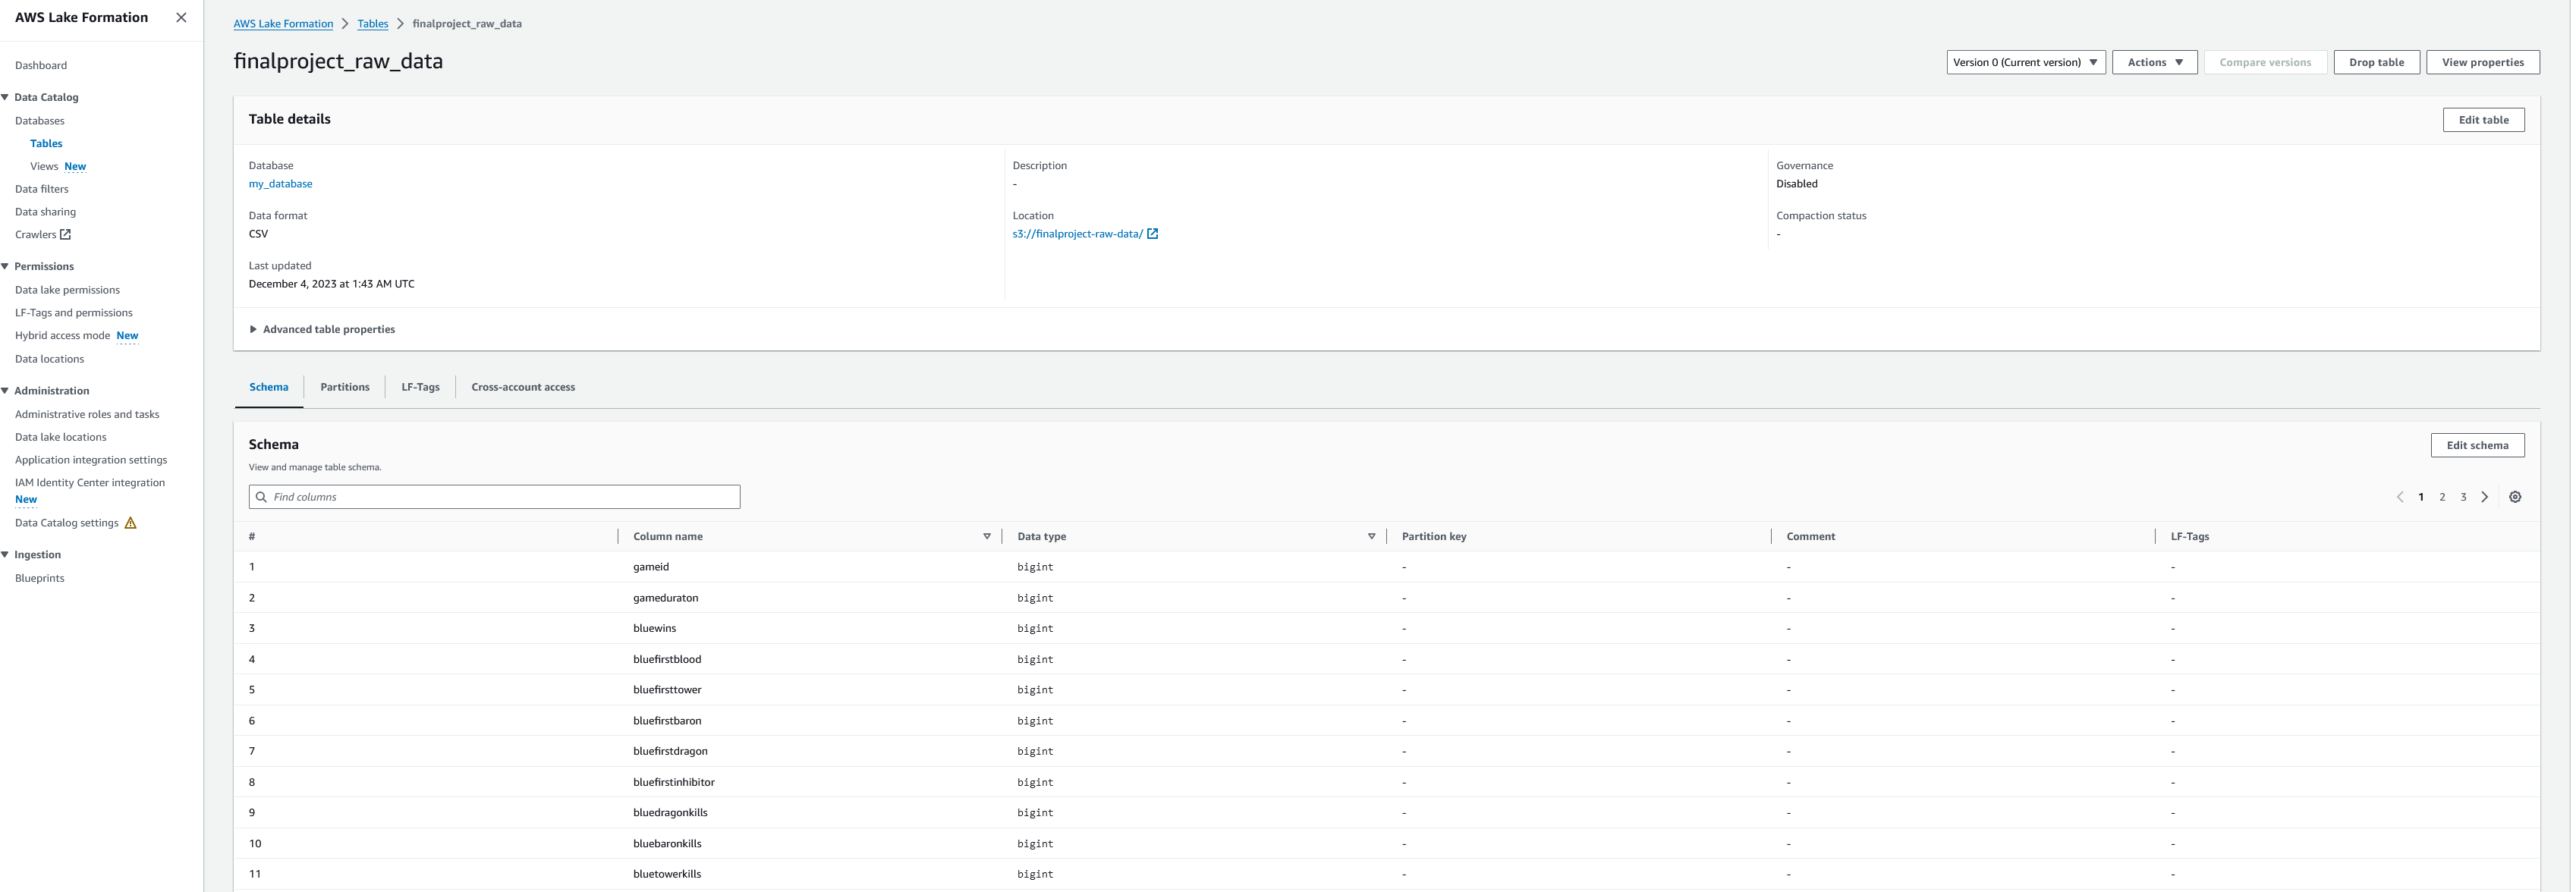 AWS Lake Formation
Dashboard
Data Catalog
Databases
Tables
Views New
Data filters
Data sharing
Crawlers
Permissions
Data lake permissions
LF-Tags and permissions
Hybrid access mode New
Data locations
Administration
Administrative roles and tasks
Data lake locations
Application integration settings
IAM Identity Center integration
New
Data Catalog settings
Ingestion
Blueprints
AWS Lake Formation > Tables > finalproject_raw_data
finalproject_raw_data
Version 0 (Current version) Actions Compare versions Drop table View properties
Table details
Edit table
Database
my_database
Data format
CSV
Last updated
December 4, 2023 at 1:43 AM UTC
Description
-
Location
s3://finalproject-raw-data/
Governance
Disabled
Compaction status
-
Advanced table properties
Schema Partitions LF-Tags Cross-account access
Schema
Edit schema
View and manage table schema.
Find columns
1 2 3
# Column name Data type Partition key Comment LF-Tags
1 gameid bigint - - -
2 gameduraton bigint - - -
3 bluewins bigint - - -
4 bluefirstblood bigint - - -
5 bluefirsttower bigint - - -
6 bluefirstbaron bigint - - -
7 bluefirstdragon bigint - - -
8 bluefirstinhibitor bigint - - -
9 bluedragonkills bigint - - -
10 bluebaronkills bigint - - -
11 bluetowerkills bigint - - -